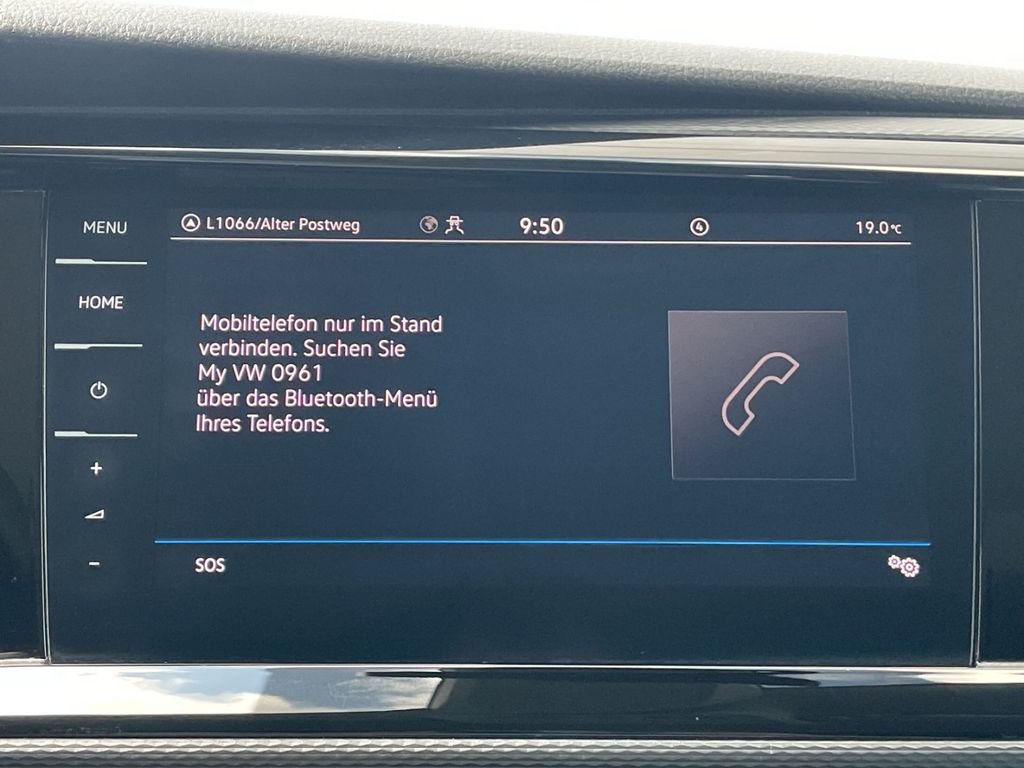 MENU
L1066/Alter Postweg
9:50
4
19.0°C
HOME
Mobiltelefon nur im Stand
verbinden. Suchen Sie
My VW 0961
über das Bluetooth-Menü
Ihres Telefons.
+
-
SOS